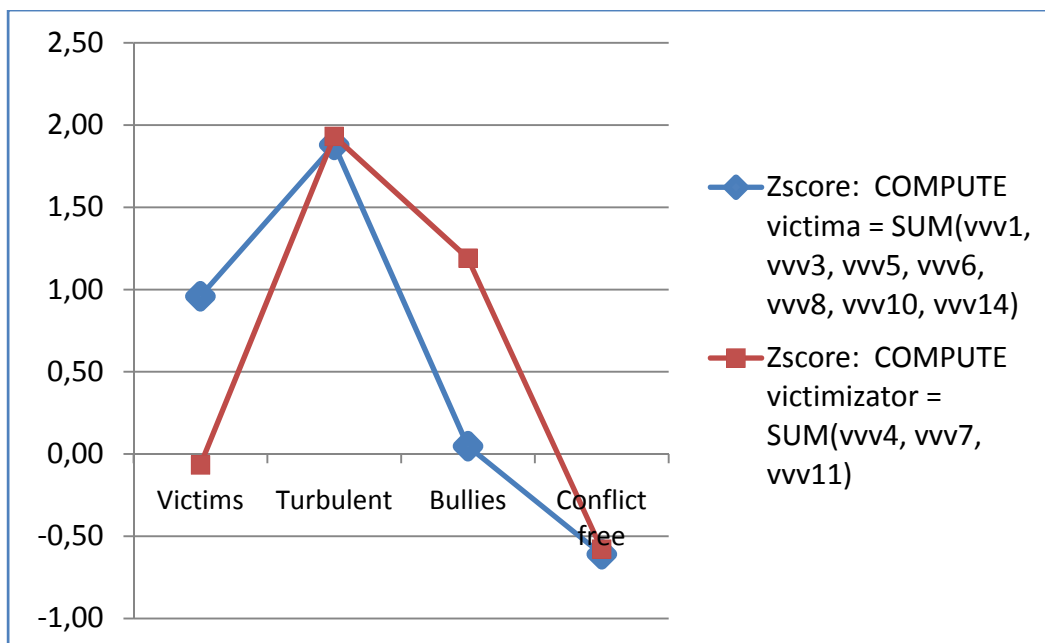 2,50
2,00
1,50
1,00
0,50
0,00
-0,50
-1,00
Victims Turbulent Bullies Conflict
free
Zscore: COMPUTE
victima = SUM(vvv1,
vvv3, vvv5, vvv6,
vvv8, vvv10, vvv14)
Zscore: COMPUTE
victimizator =
SUM(vvv4, vvv7,
vvv11)